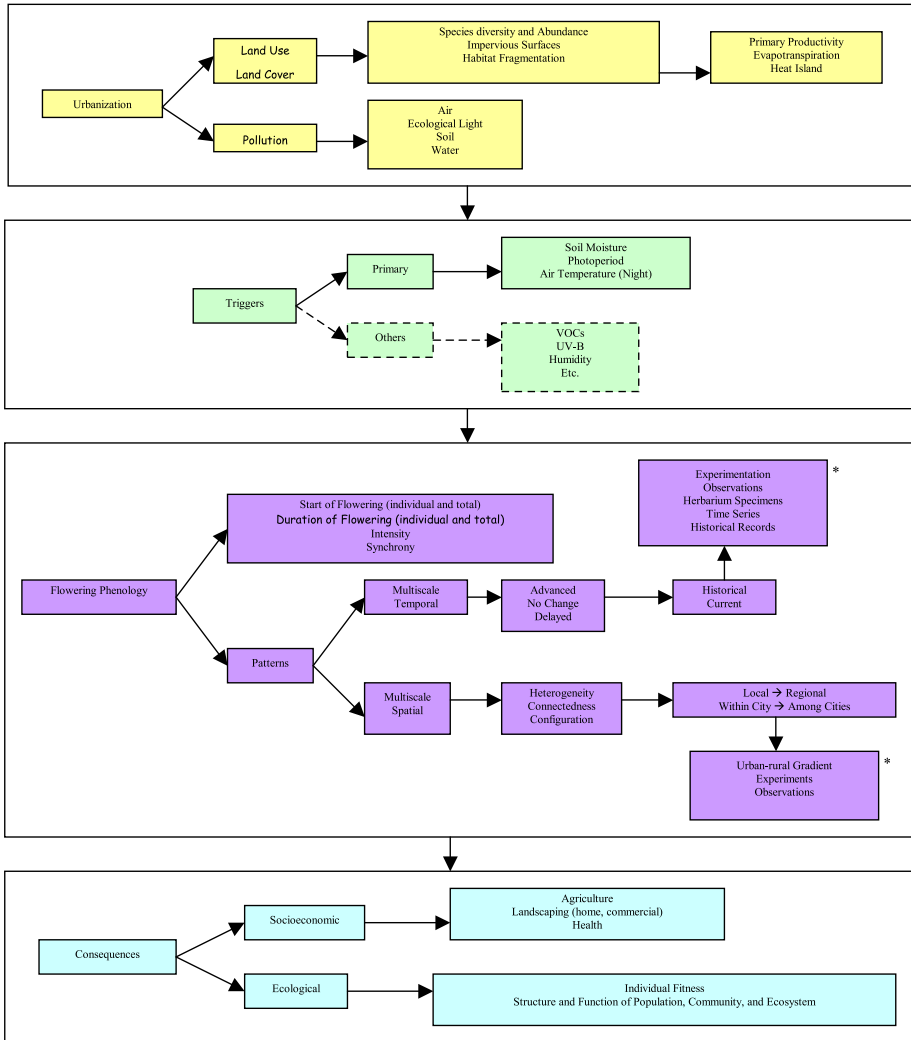 Urbanization
Land Use
Land Cover
Species diversity and Abundance
Impervious Surfaces
Habitat Fragmentation
Primary Productivity
Evapotranspiration
Heat Island
Pollution
Air
Ecological Light
Soil
Water
Triggers
Primary
Soil Moisture
Photoperiod
Air Temperature (Night)
Others
VOCs
UV-B
Humidity
Etc.
Flowering Phenology
Start of Flowering (individual and total)
Duration of Flowering (individual and total)
Intensity
Synchrony
Patterns
Multiscale
Temporal
Advanced
No Change
Delayed
Historical
Current
Experimentation
Observations
Herbarium Specimens
Time Series
Historical Records
*
Multiscale
Spatial
Heterogeneity
Connectedness
Configuration
Local → Regional
Within City → Among Cities
Urban-rural Gradient
Experiments
Observations
*
Consequences
Socioeconomic
Agriculture
Landscaping (home, commercial)
Health
Ecological
Individual Fitness
Structure and Function of Population, Community, and Ecosystem